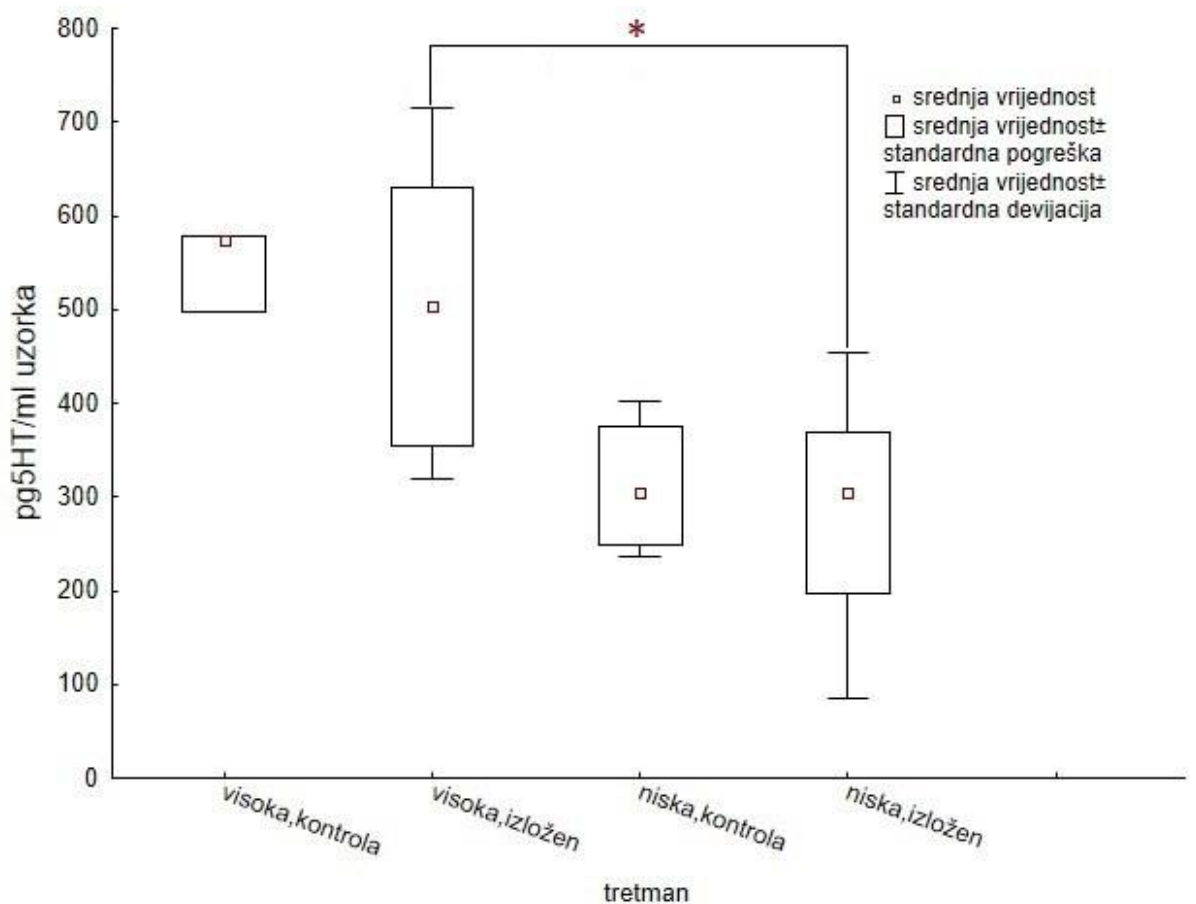 800
700
600
500
400
300
200
100
0
pg5HT/ml uzorka
*
srednja vrijednost
srednja vrijednost±
standardna pogreška
srednja vrijednost±
standardna devijacija
visoka,kontrola
visoka,izložen
niska,kontrola
niska,izložen
tretman